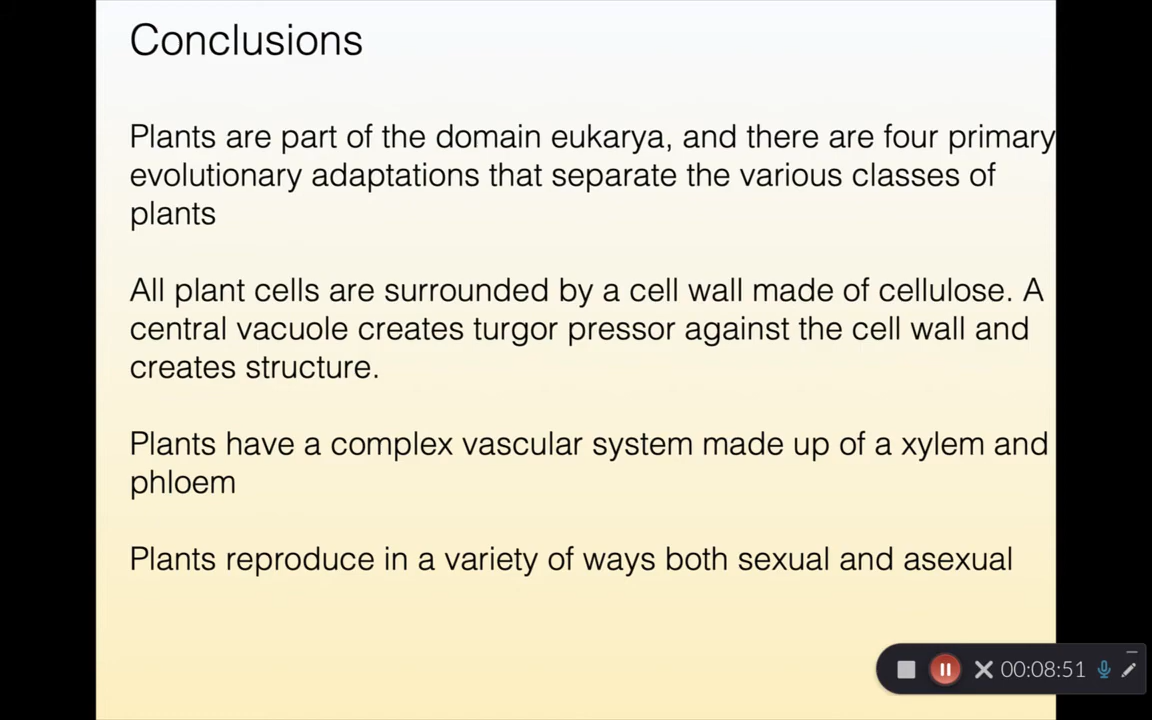 Conclusions
Plants are part of the domain eukarya, and there are four primary
evolutionary adaptations that separate the various classes of
plants
All plant cells are surrounded by a cell wall made of cellulose. A
central vacuole creates turgor pressor against the cell wall and
creates structure.
Plants have a complex vascular system made up of a xylem and
phloem
Plants reproduce in a variety of ways both sexual and asexual
00:08:51